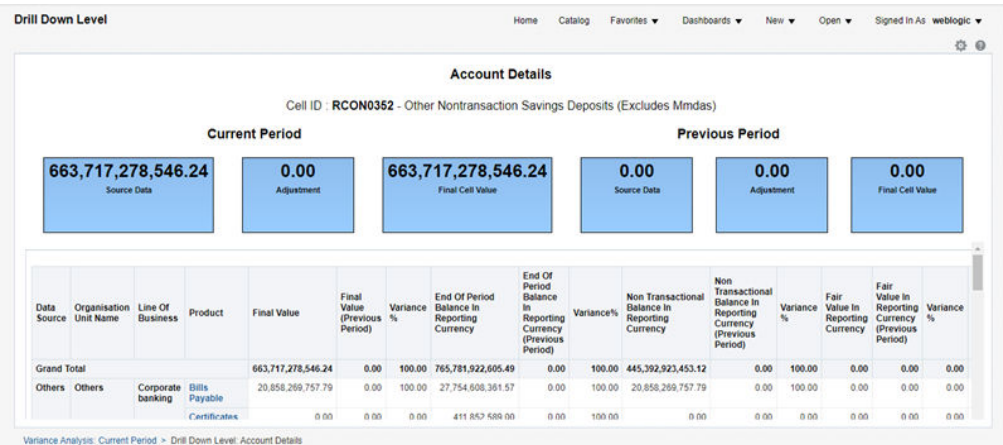 Drill Down Level
Home Catalog Favorites Dashboards New Open Signed In As weblogic
Account Details
Cell ID : RCON0352 - Other Nontransaction Savings Deposits (Excludes Mmdas)
Current Period Previous Period
663,717,278,546.24 0.00 663,717,278,546.24 0.00 0.00 0.00
Source Data Adjustment Final Cell Value Source Data Adjustment Final Cell Value
Data Source Organisation Unit Name Line Of Business Product Final Value Final Value (Previous Period) Variance % End Of Period Balance In Reporting Currency End Of Period Balance In Reporting Currency (Previous Period) Variance% Non Transactional Balance In Reporting Currency Non Transactional Balance In Reporting Currency (Previous Period) Variance % Fair Value In Reporting Currency Fair Value In Reporting Currency (Previous Period) Variance %
Grand Total 663,717,278,546.24 0.00 100.00 765,781,922,605.49 0.00 100.00 445,392,923,453.12 0.00 100.00 0.00 0.00 0.00
Others Others Corporate banking Bills Payable 20,858,269,757.79 0.00 100.00 27,754,608,361.57 0.00 100.00 20,858,269,757.79 0.00 100.00 0.00 0.00 0.00
Certificates 0.00 0.00 0.00 411,852,589.00 0.00 100.00 0.00 0.00 0.00 0.00 0.00 0.00
Variance Analysis: Current Period > Drill Down Level: Account Details